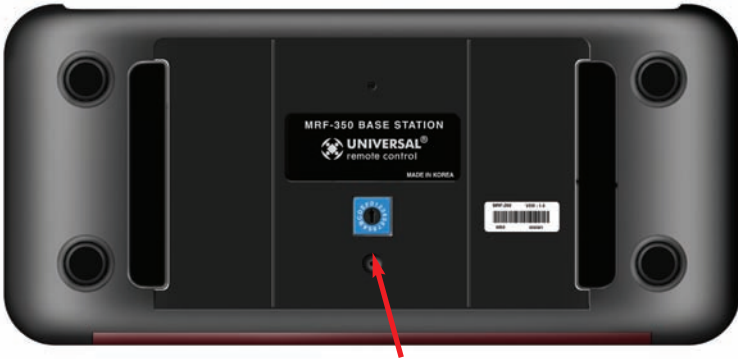 MRF-350 BASE STATION
UNIVERSAL®
remote control
MADE IN KOREA